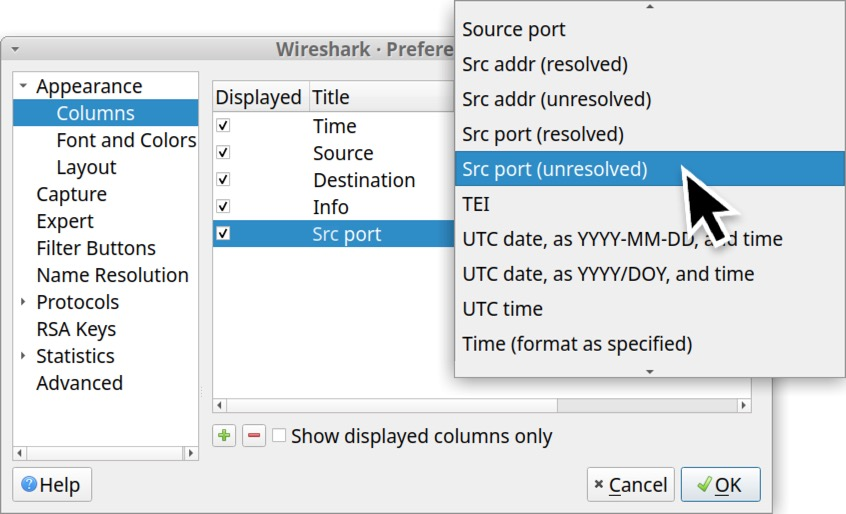 Wireshark · Prefere
Appearance
Columns
Font and Colors
Layout
Capture
Expert
Filter Buttons
Name Resolution
Protocols
RSA Keys
Statistics
Advanced
Displayed Title
Time
Source
Destination
Info
Src port
Source port
Src addr (resolved)
Src addr (unresolved)
Src port (resolved)
Src port (unresolved)
TEI
UTC date, as YYYY-MM-DD, and time
UTC date, as YYYY/DOY, and time
UTC time
Time (format as specified)
Show displayed columns only
Help
Cancel
OK